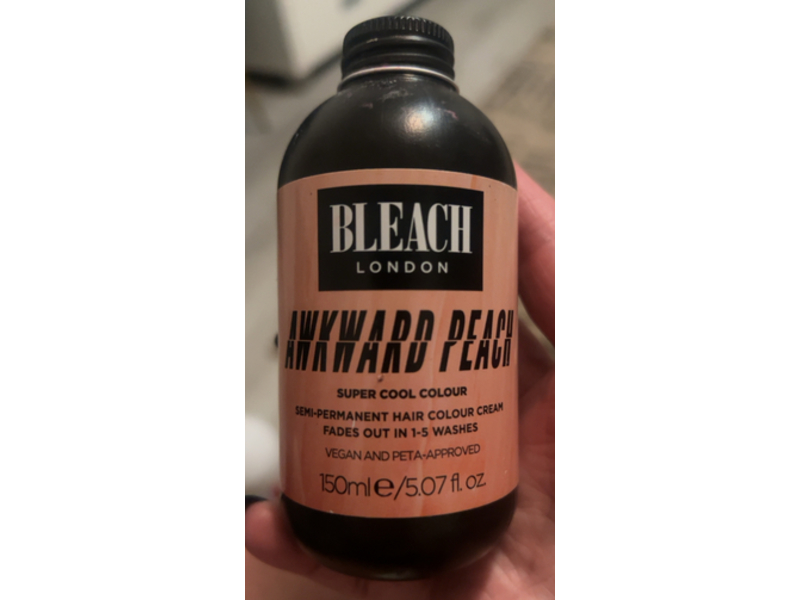 BLEACH
LONDON
AWKWARD PEACH
SUPER COOL COLOUR
SEMI-PERMANENT HAIR COLOUR CREAM
FADES OUT IN 1-5 WASHES
VEGAN AND PETA-APPROVED
150ml ℮/5.07 fl. oz.